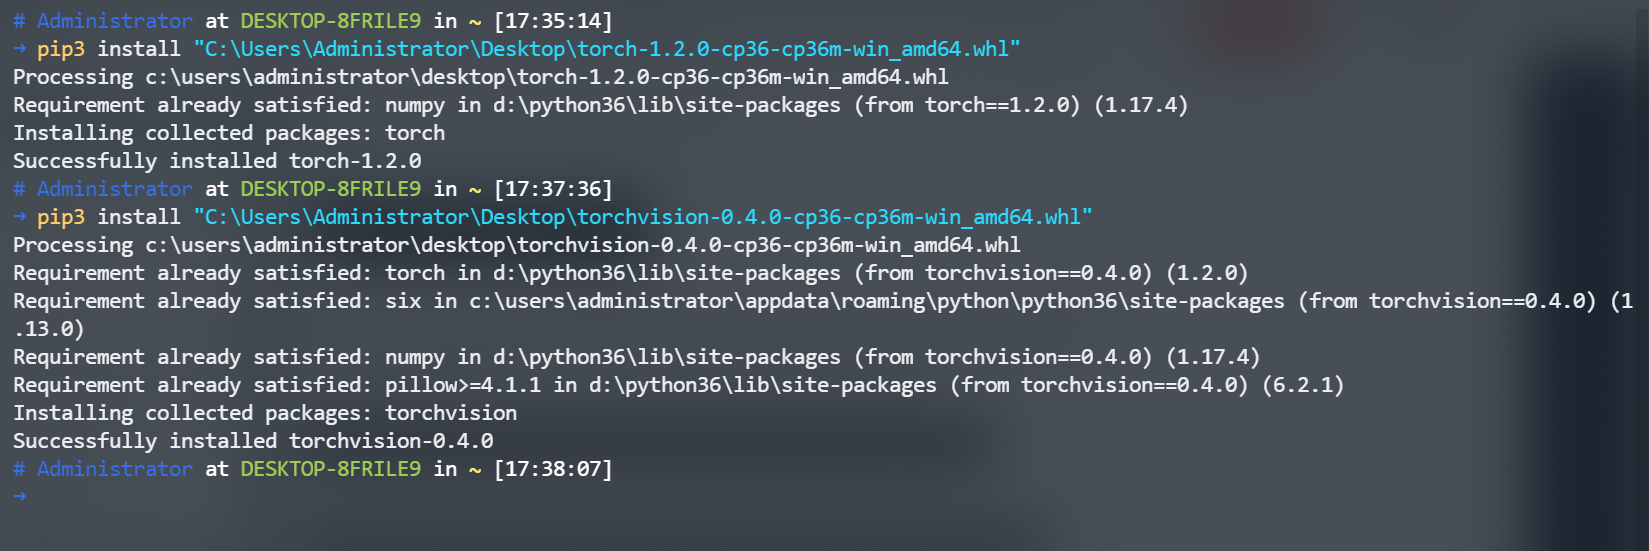 # Administrator at DESKTOP-8FRILE9 in ~ [17:35:14]
→ pip3 install "C:\Users\Administrator\Desktop\torch-1.2.0-cp36-cp36m-win_amd64.whl"
Processing c:\users\administrator\desktop\torch-1.2.0-cp36-cp36m-win_amd64.whl
Requirement already satisfied: numpy in d:\python36\lib\site-packages (from torch==1.2.0) (1.17.4)
Installing collected packages: torch
Successfully installed torch-1.2.0
# Administrator at DESKTOP-8FRILE9 in ~ [17:37:36]
→ pip3 install "C:\Users\Administrator\Desktop\torchvision-0.4.0-cp36-cp36m-win_amd64.whl"
Processing c:\users\administrator\desktop\torchvision-0.4.0-cp36-cp36m-win_amd64.whl
Requirement already satisfied: torch in d:\python36\lib\site-packages (from torchvision==0.4.0) (1.2.0)
Requirement already satisfied: six in c:\users\administrator\appdata\roaming\python\python36\site-packages (from torchvision==0.4.0) (1
.13.0)
Requirement already satisfied: numpy in d:\python36\lib\site-packages (from torchvision==0.4.0) (1.17.4)
Requirement already satisfied: pillow>=4.1.1 in d:\python36\lib\site-packages (from torchvision==0.4.0) (6.2.1)
Installing collected packages: torchvision
Successfully installed torchvision-0.4.0
# Administrator at DESKTOP-8FRILE9 in ~ [17:38:07]
→